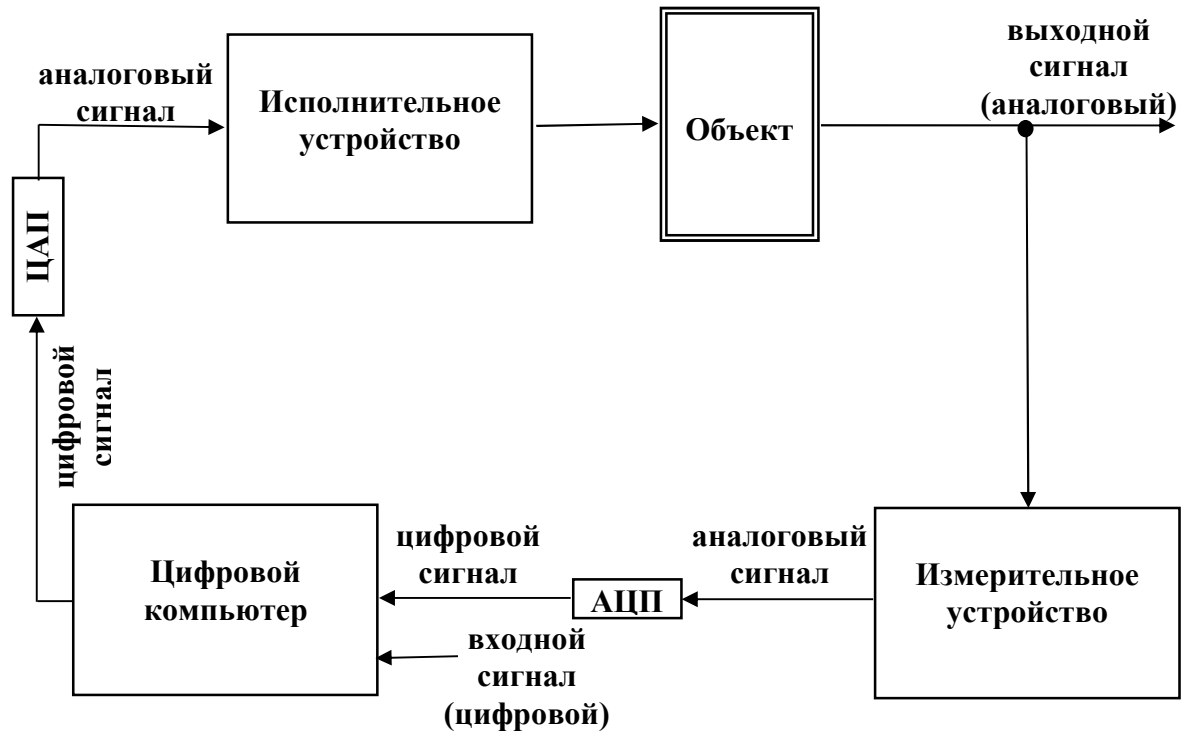 аналоговый
сигнал
Исполнительное
устройство
Объект
выходной
сигнал
(аналоговый)
ЦАП
цифровой
сигнал
Цифровой
компьютер
цифровой
сигнал
АЦП
аналоговый
сигнал
Измерительное
устройство
входной
сигнал
(цифровой)